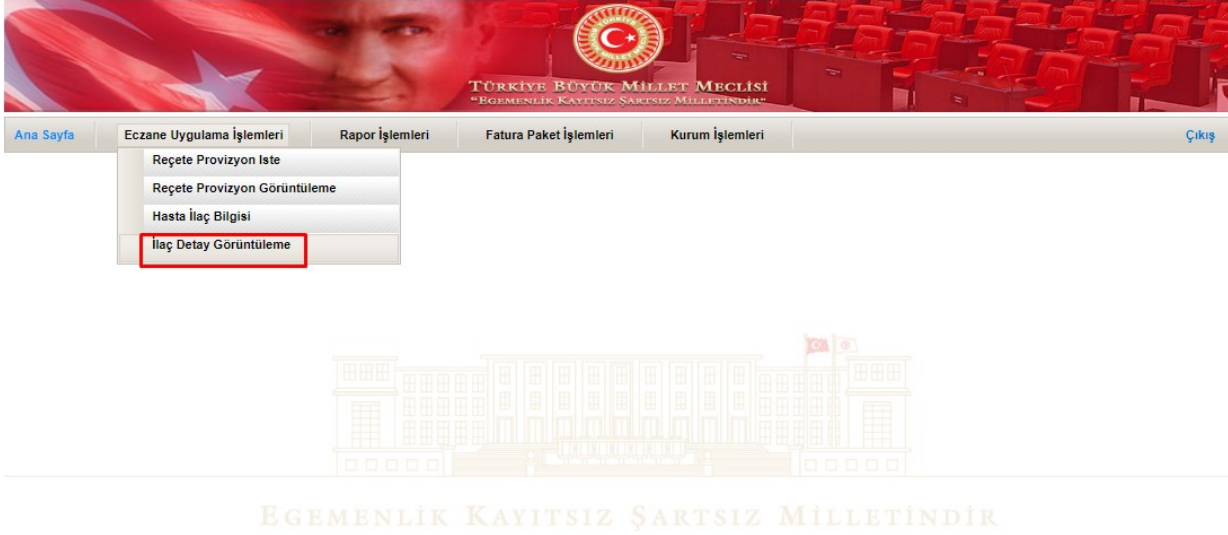 TÜRKİYE BÜYÜK MİLLET MECLİSİ
"EGEMENLİK KAYITSIZ ŞARTSIZ MİLLETİNDİR"
Ana Sayfa Eczane Uygulama İşlemleri Rapor İşlemleri Fatura Paket İşlemleri Kurum İşlemleri Çıkış
Reçete Provizyon Iste
Reçete Provizyon Görüntüleme
Hasta İlaç Bilgisi
İlaç Detay Görüntüleme
EGEMENLİK KAYITSIZ ŞARTSIZ MİLLETİNDİR